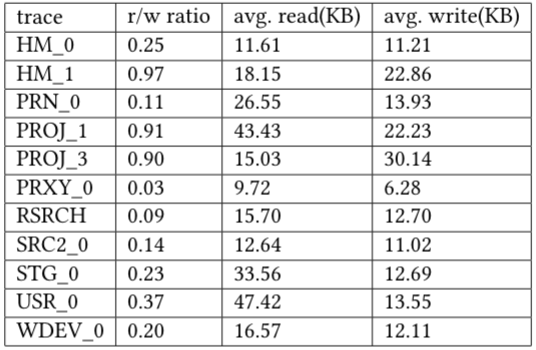 trace r/w ratio avg. read(KB) avg. write(KB)
HM_0 0.25 11.61 11.21
HM_1 0.97 18.15 22.86
PRN_0 0.11 26.55 13.93
PROJ_1 0.91 43.43 22.23
PROJ_3 0.90 15.03 30.14
PRXY_0 0.03 9.72 6.28
RSRCH 0.09 15.70 12.70
SRC2_0 0.14 12.64 11.02
STG_0 0.23 33.56 12.69
USR_0 0.37 47.42 13.55
WDEV_0 0.20 16.57 12.11